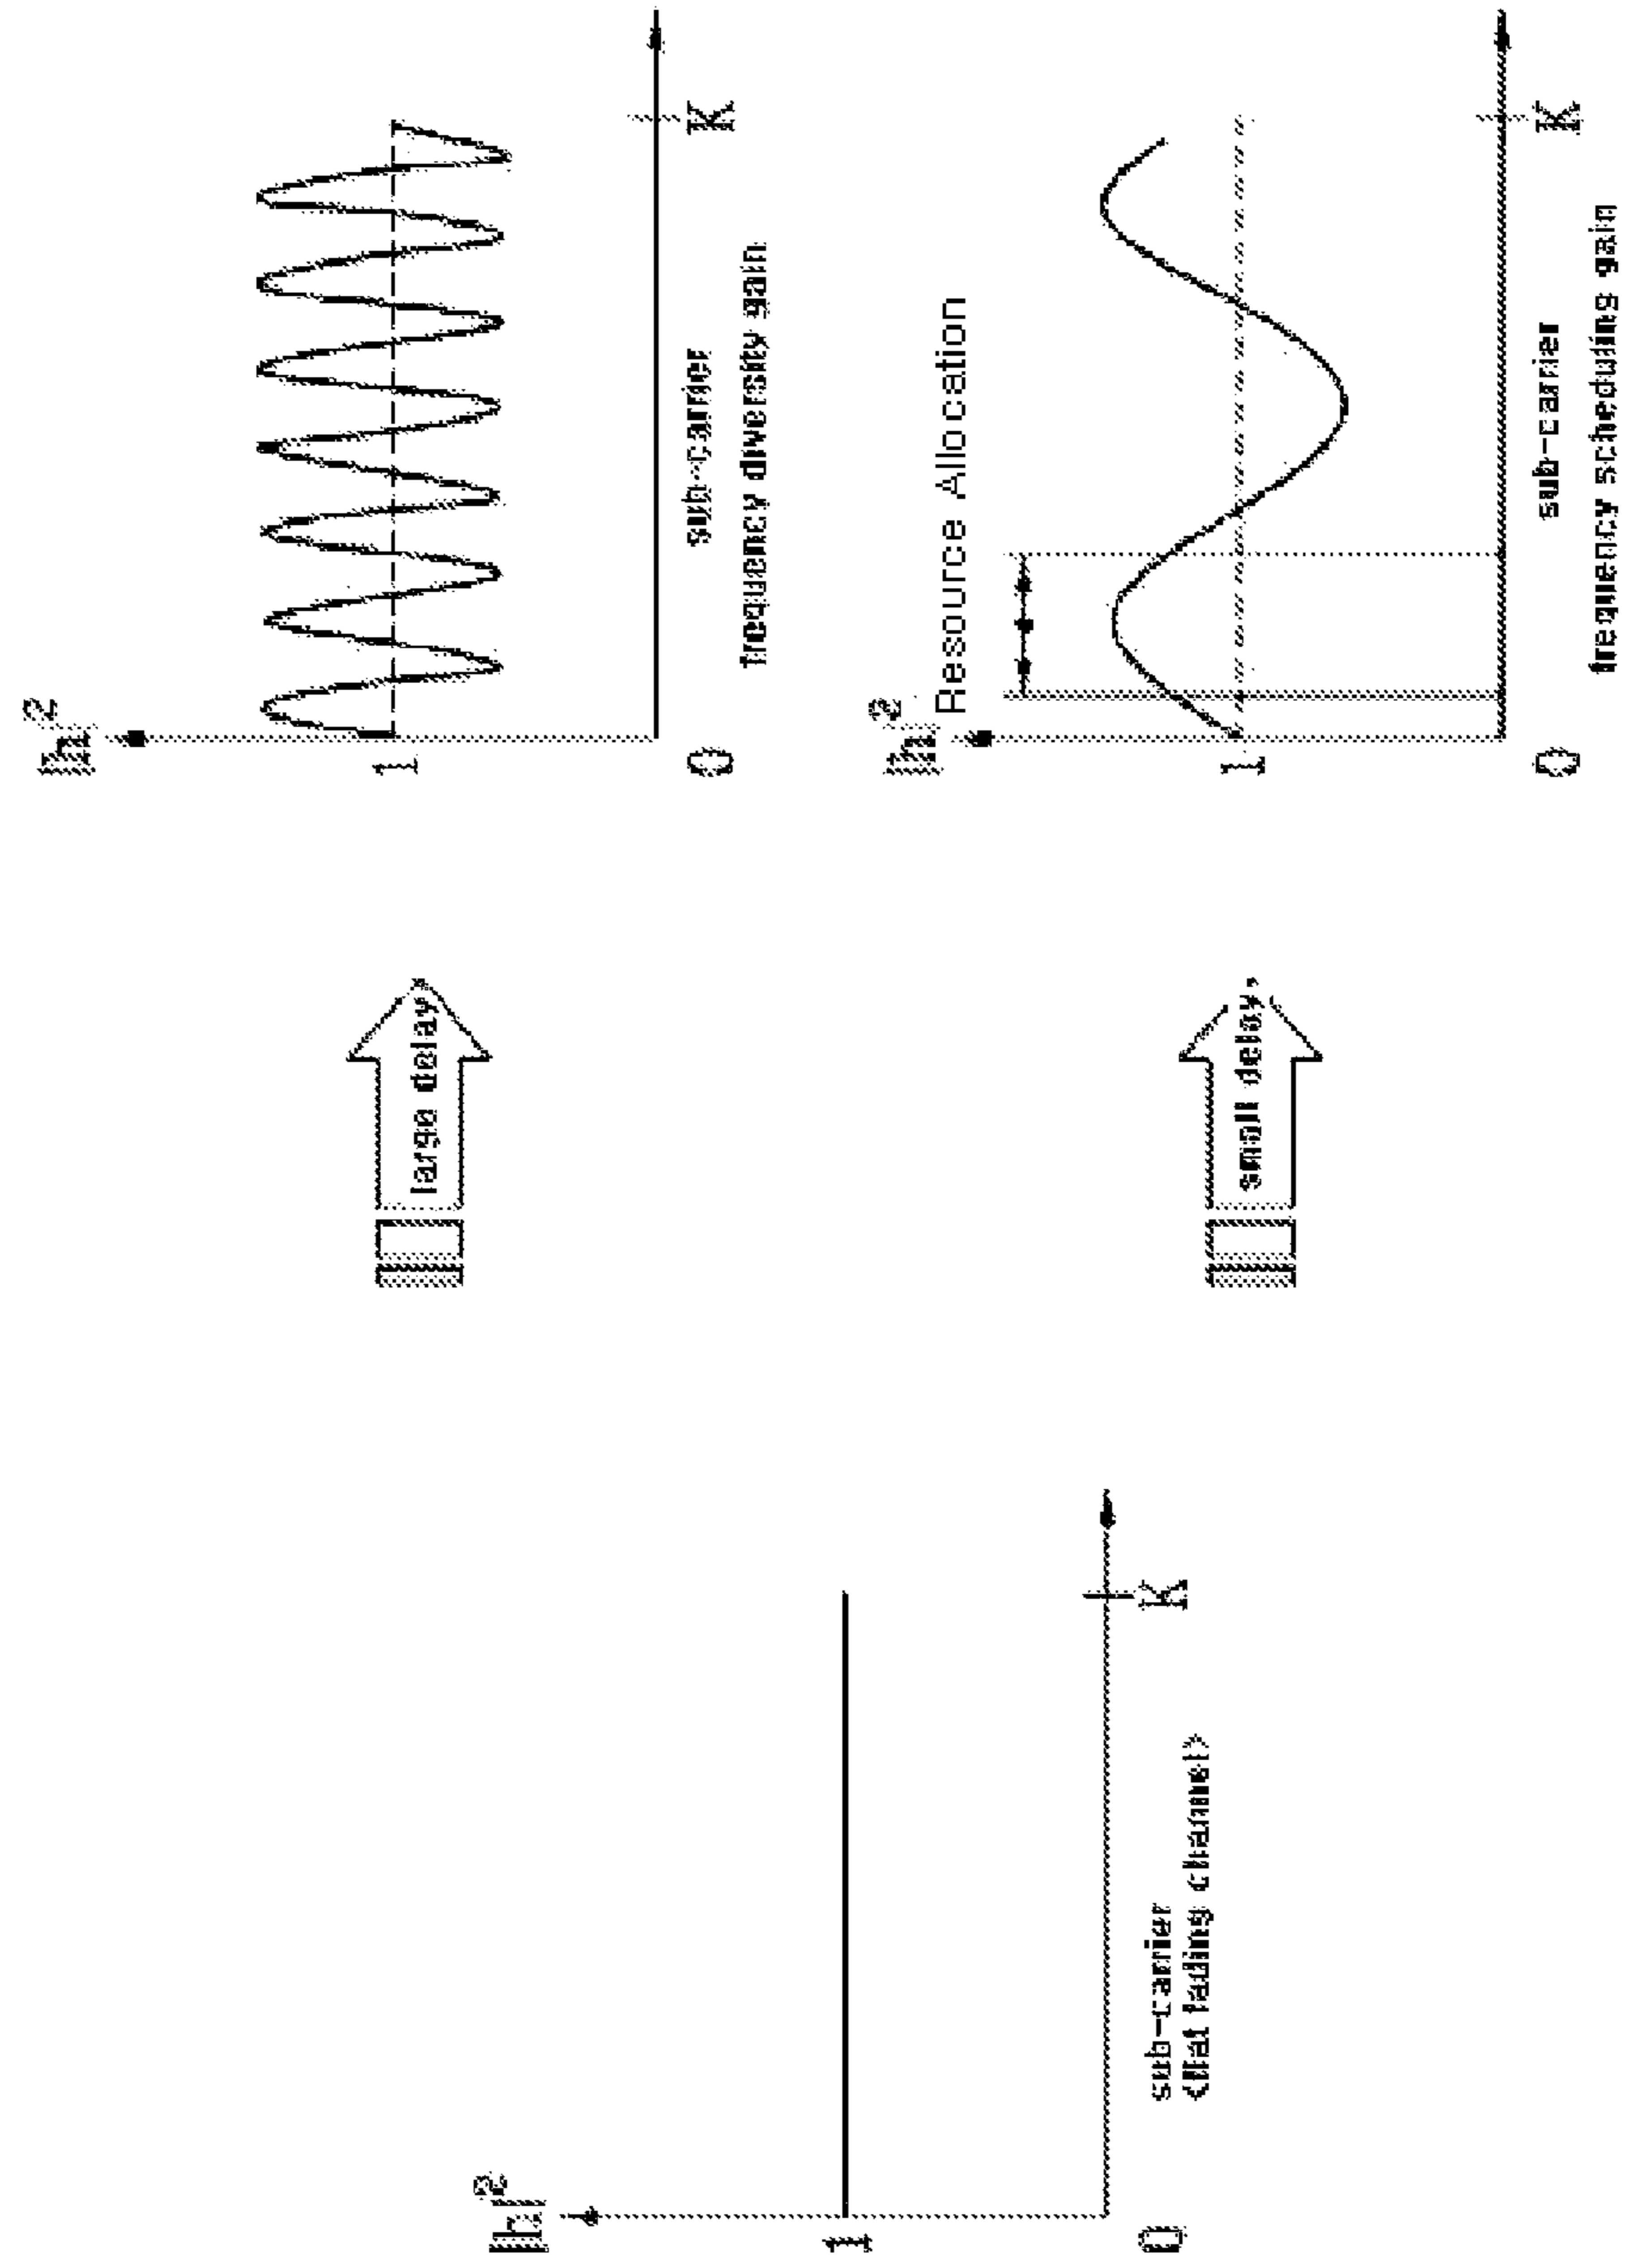 |h|²
1
0
K
sub-carrier
<flat fading channel>
large delay
|h|²
1
0
K
sub-carrier
frequency diversity gain
small delay,
|h|²
Resource Allocation
1
0
K
sub-carrier
frequency scheduling gain